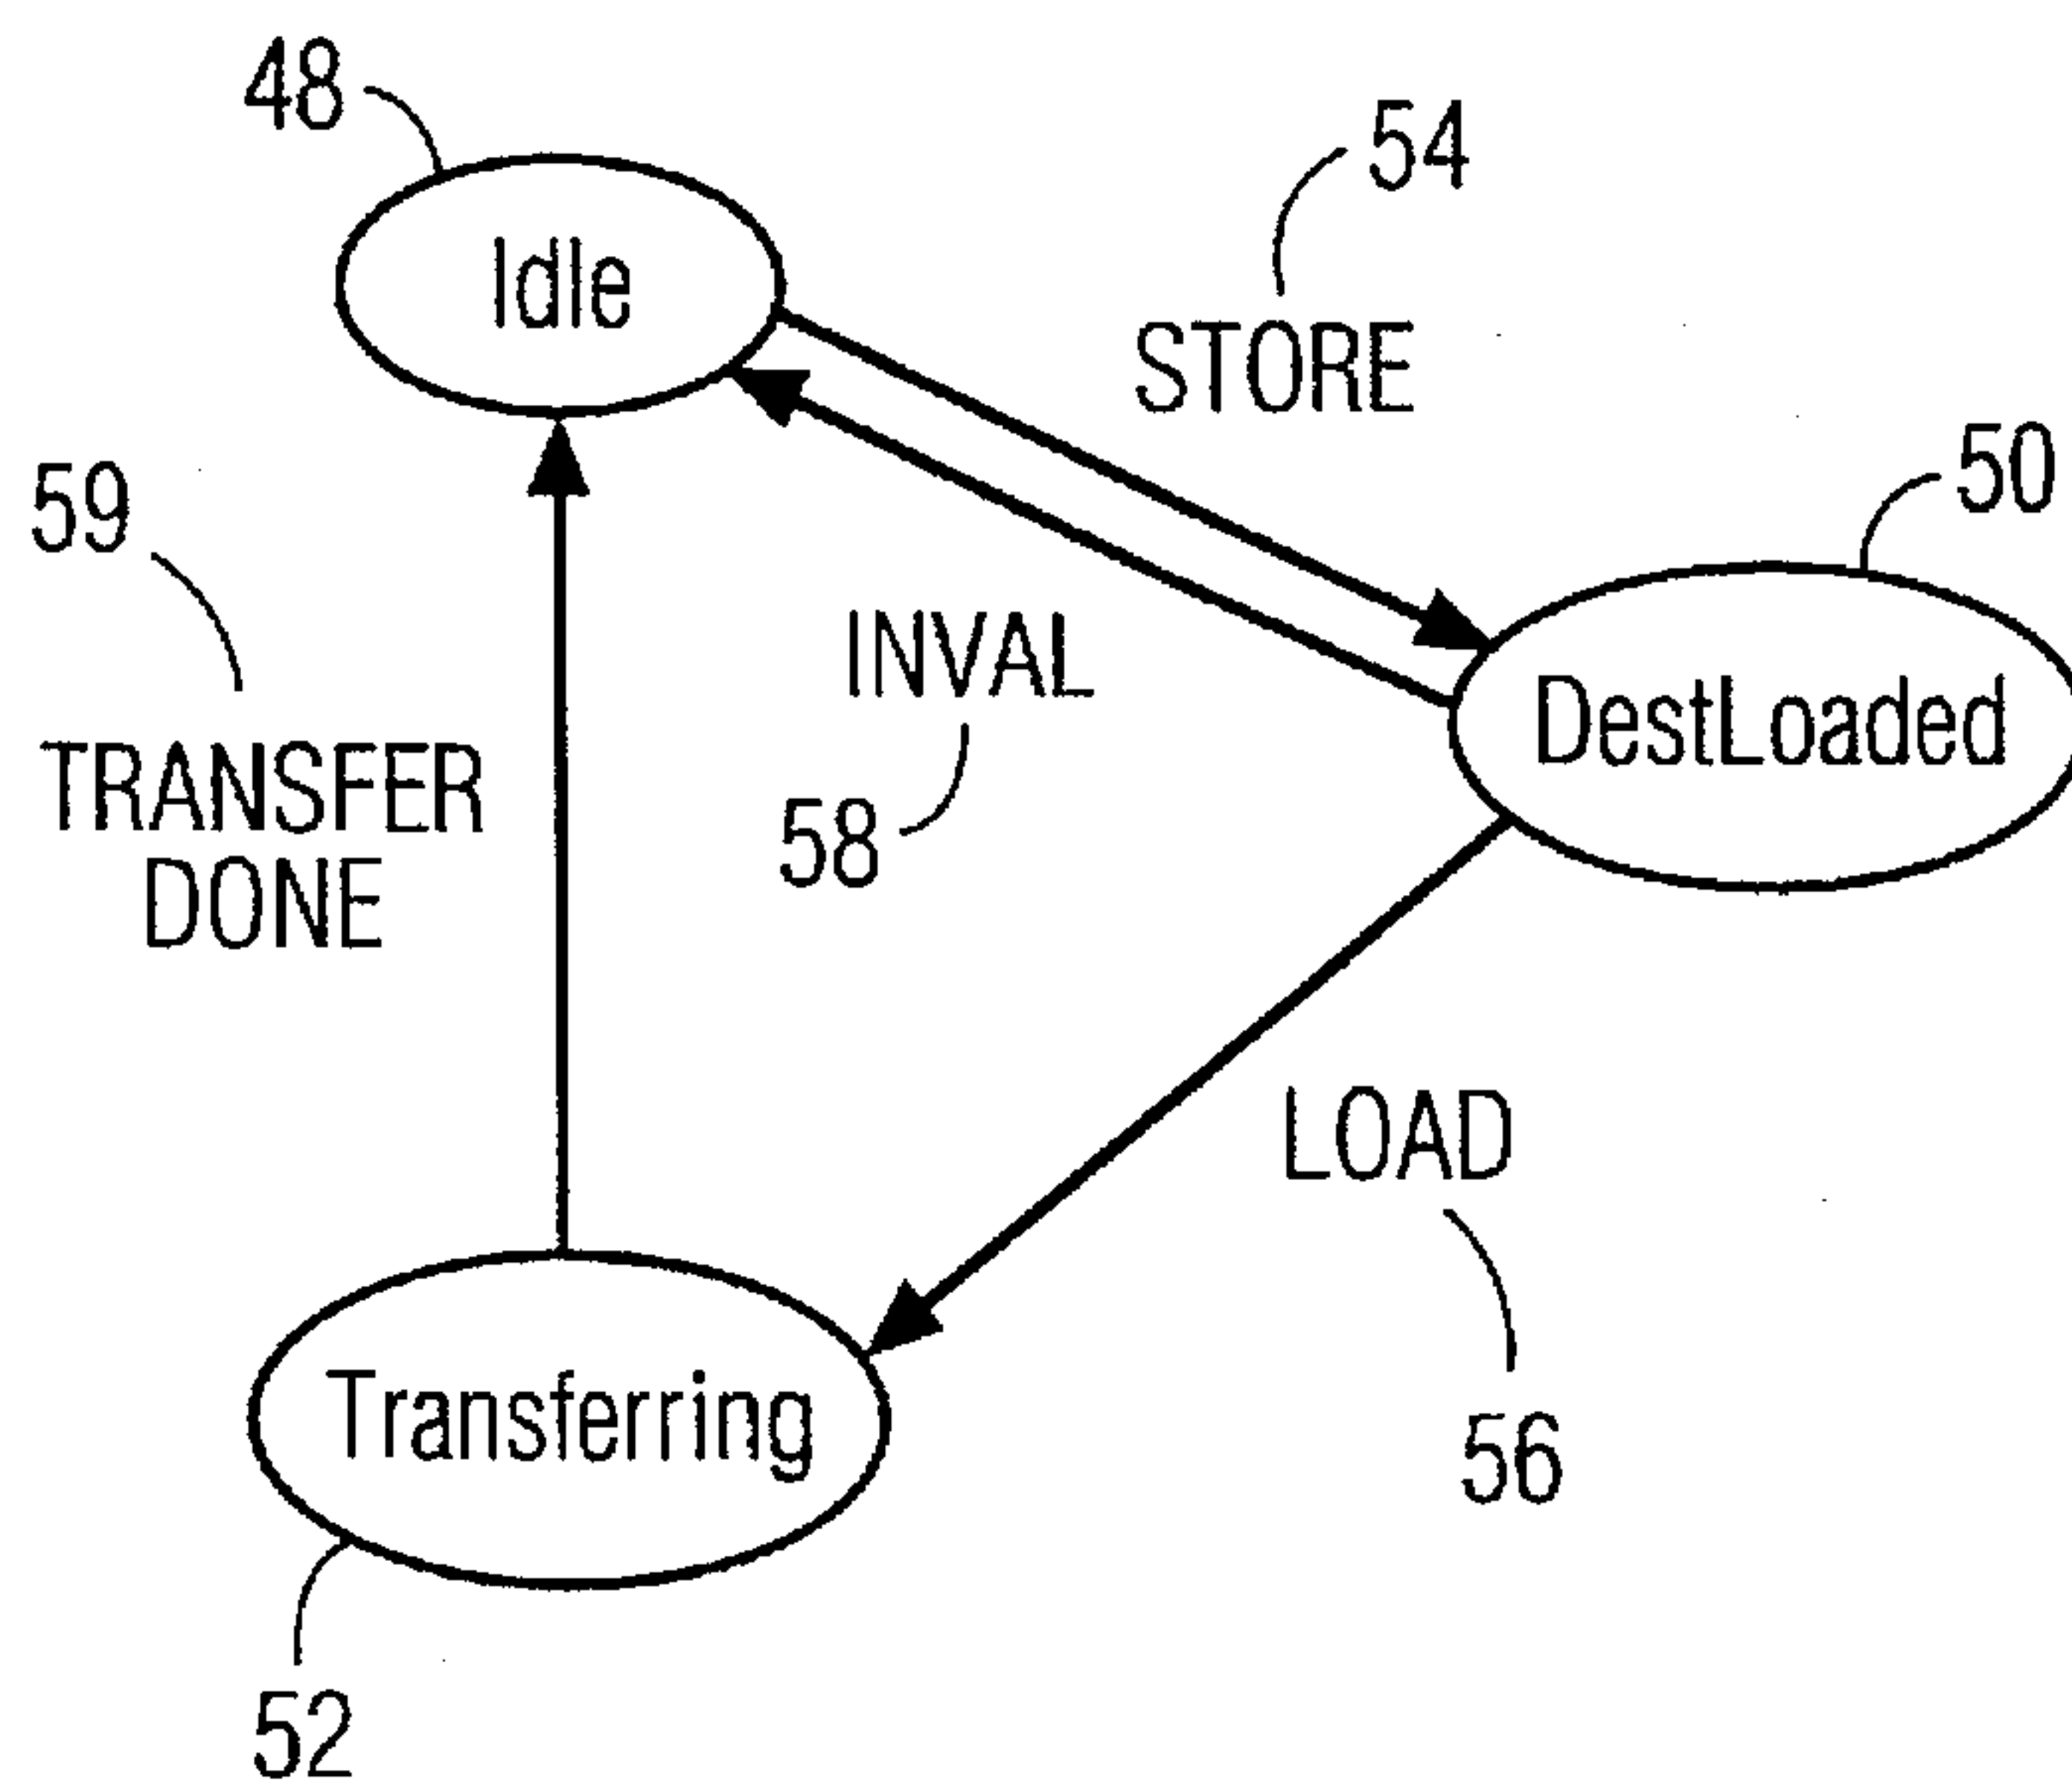 48
54
Idle
STORE
50
59
INVAL
DestLoaded
TRANSFER
DONE
58
LOAD
Transferring
56
52